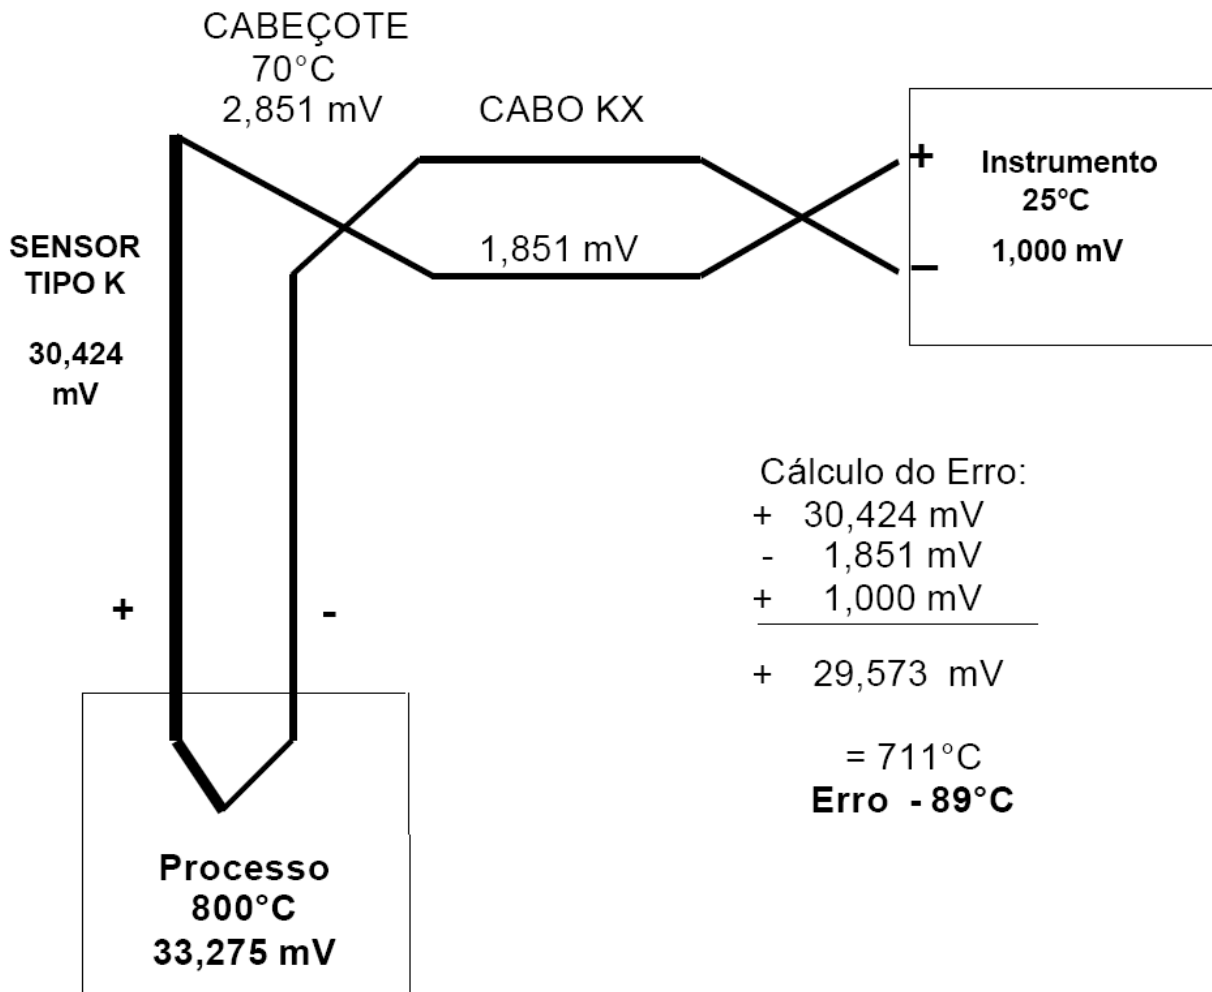 CABEÇOTE
70°C
2,851 mV
CABO KX
1,851 mV
+
−
Instrumento
25°C
1,000 mV
SENSOR
TIPO K
30,424
mV
+
-
Processo
800°C
33,275 mV
Cálculo do Erro:
+ 30,424 mV
- 1,851 mV
+ 1,000 mV
+ 29,573 mV
= 711°C
Erro - 89°C